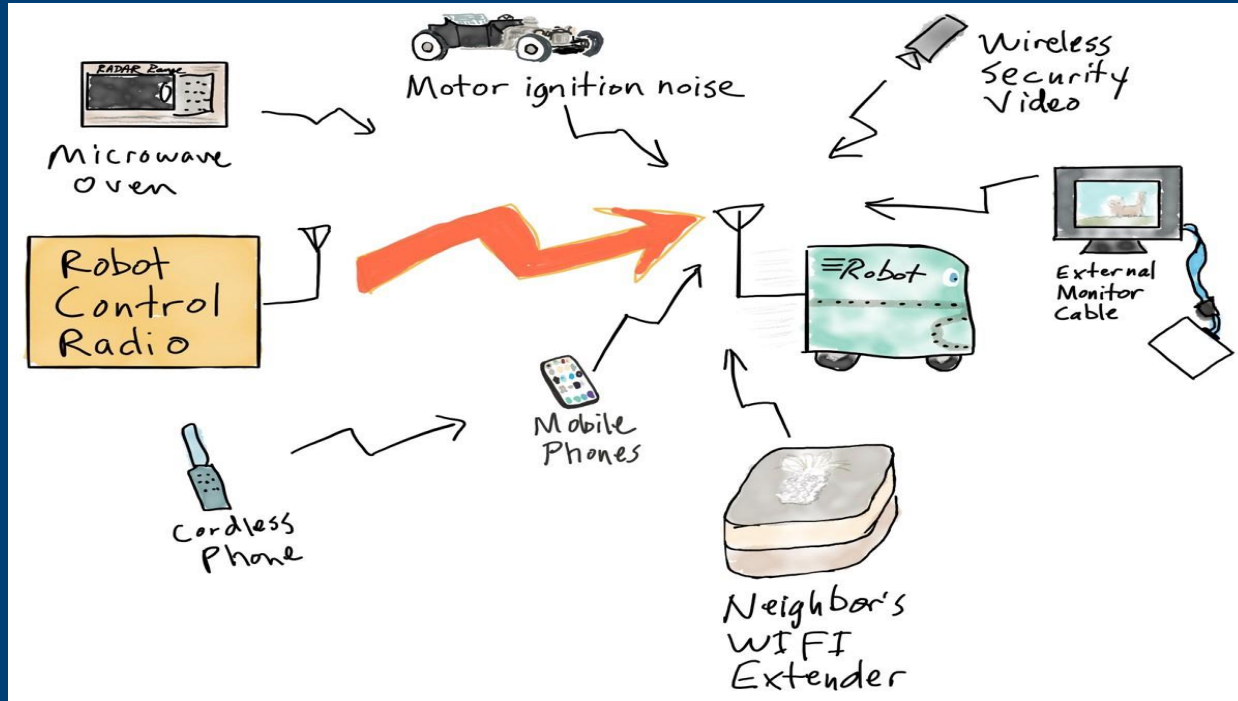 RADAR Range
Microwave
Oven
Motor ignition noise
Wireless
Security
Video
Robot
Control
Radio
Robot
External
Monitor
Cable
Mobile
Phones
Cordless
Phone
Neighbor's
WIFI
Extender